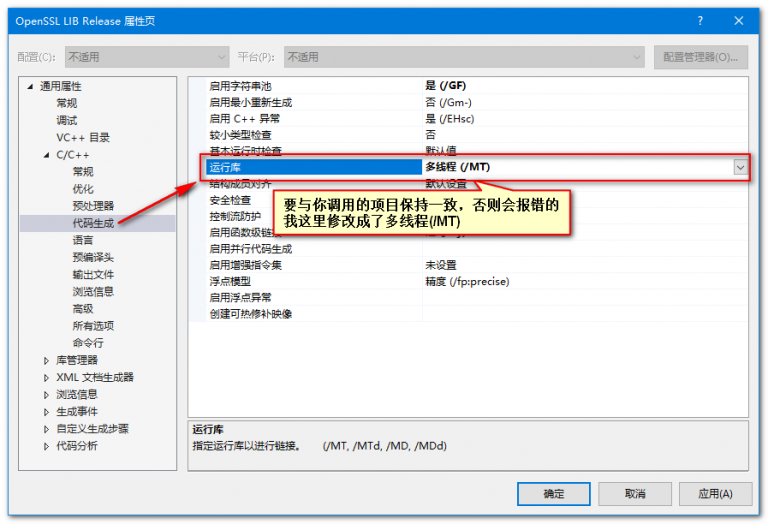 OpenSSL LIB Release 属性页
配置(C): 不适用 平台(P): 不适用 配置管理器(O)...
通用属性
常规
调试
VC++ 目录
C/C++
常规
优化
预处理器
代码生成
语言
预编译头
输出文件
浏览信息
高级
所有选项
命令行
库管理器
XML 文档生成器
浏览信息
生成事件
自定义生成步骤
代码分析
启用字符串池 是 (/GF)
启用最小重新生成 否 (/Gm-)
启用 C++ 异常 是 (/EHsc)
较小类型检查 否
基本运行时检查 默认值
运行库 多线程 (/MT)
结构成员对齐 默认设置
安全检查
控制流防护
启用函数级链接
启用并行代码生成
启用增强指令集 未设置
浮点模型 精度 (/fp:precise)
启用浮点异常
创建可热修补映像
要与你调用的项目保持一致，否则会报错的
我这里修改成了多线程(/MT)
运行库
指定运行库以进行链接。 (/MT, /MTd, /MD, /MDd)
确定 取消 应用(A)